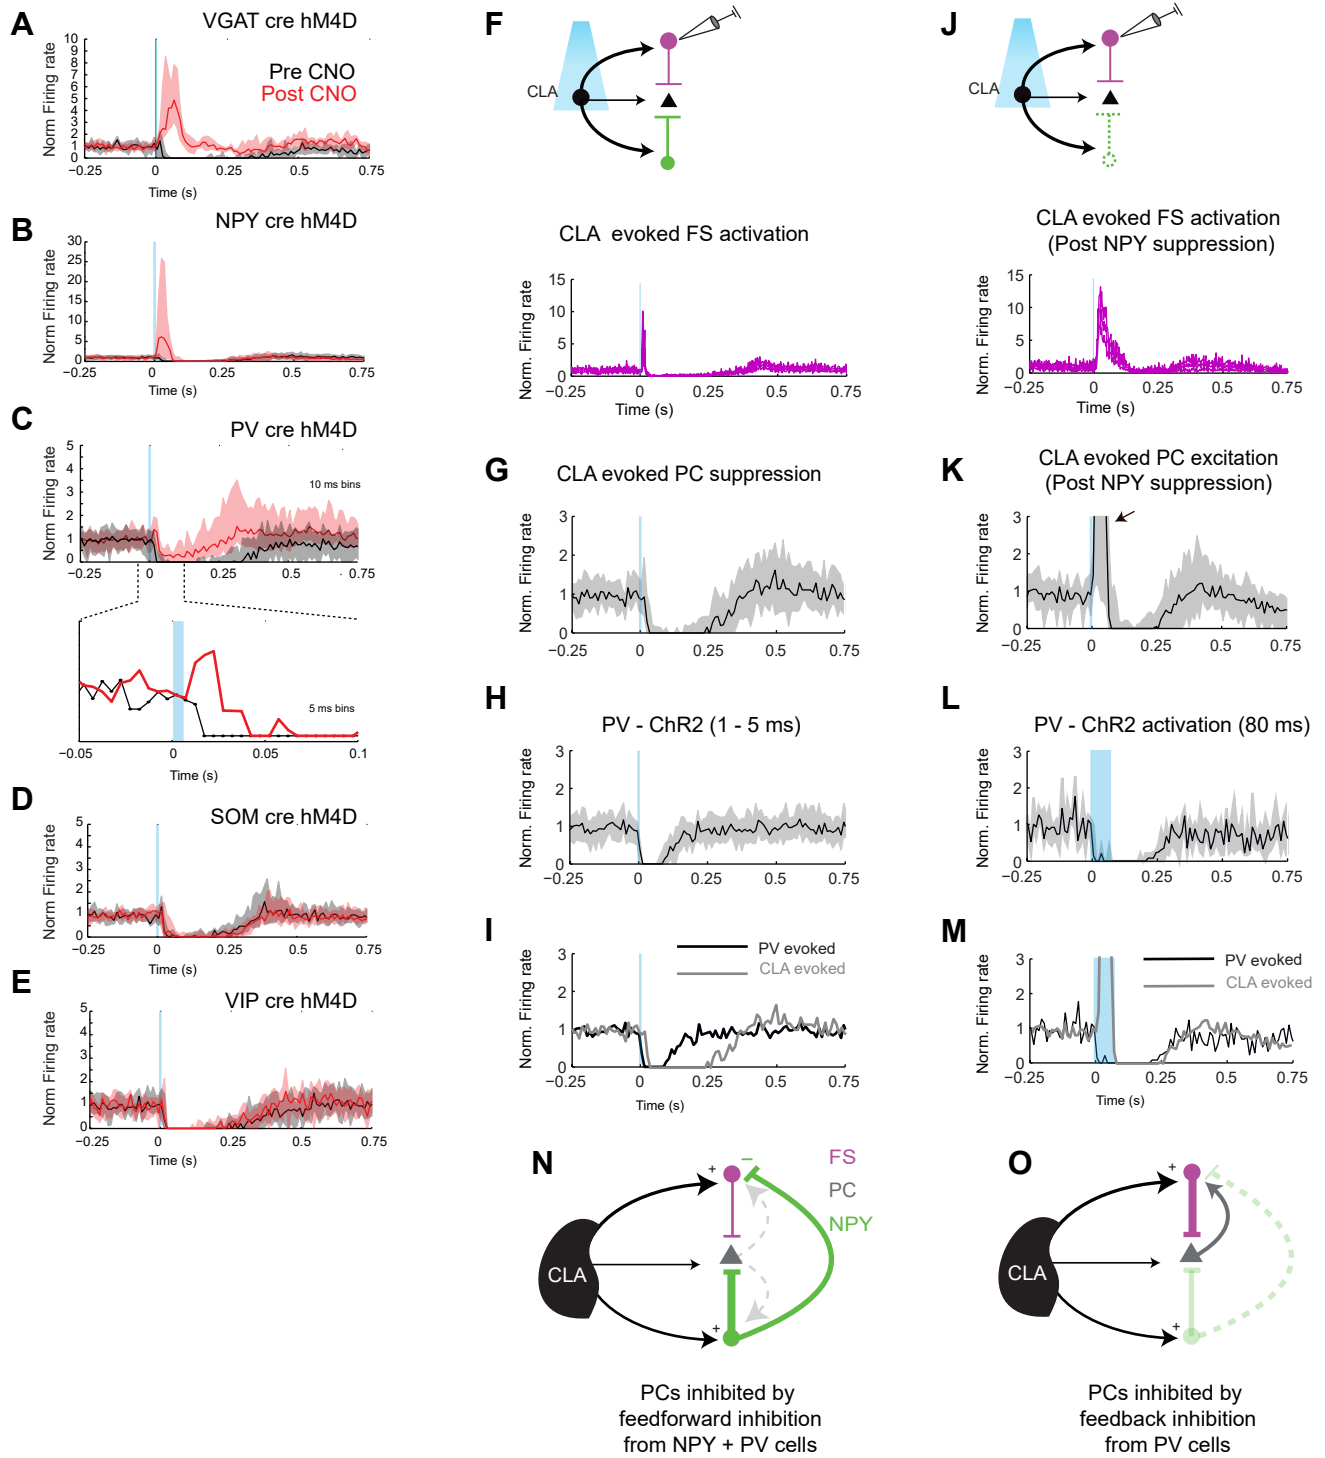 A
VGAT cre hM4D
Norm Firing rate
10
9
8
7
6
5
4
3
2
1
0
Pre CNO
Post CNO
−0.25
0
0.25
0.5
0.75
Time (s)
B
NPY cre hM4D
Norm Firing rate
30
25
20
15
10
5
0
−0.25
0
0.25
0.5
0.75
Time (s)
C
PV cre hM4D
Norm Firing rate
5
4
3
2
1
0
10 ms bins
−0.25
0
0.25
0.5
0.75
5 ms bins
−0.05
0
0.05
0.1
Time (s)
D
SOM cre hM4D
Norm Firing rate
5
4
3
2
1
0
−0.25
0
0.25
0.5
0.75
Time (s)
E
VIP cre hM4D
Norm Firing rate
5
4
3
2
1
0
−0.25
0
0.25
0.5
0.75
Time (s)
F
CLA
CLA evoked FS activation
Norm. Firing rate
15
10
5
0
−0.25
0
0.25
0.5
0.75
Time (s)
G
CLA evoked PC suppression
Norm. Firing rate
3
2
1
0
−0.25
0
0.25
0.5
0.75
H
PV - ChR2 (1 - 5 ms)
Norm. Firing rate
3
2
1
0
−0.25
0
0.25
0.5
0.75
I
PV evoked
CLA evoked
Norm. Firing rate
3
2
1
0
−0.25
0
0.25
0.5
0.75
Time (s)
J
CLA
CLA evoked FS activation
(Post NPY suppression)
Norm. Firing rate
15
10
5
0
−0.25
0
0.25
0.5
0.75
Time (s)
K
CLA evoked PC excitation
(Post NPY suppression)
Norm. Firing rate
3
2
1
0
−0.25
0
0.25
0.5
0.75
L
PV - ChR2 activation (80 ms)
Norm. Firing rate
3
2
1
0
−0.25
0
0.25
0.5
0.75
M
PV evoked
CLA evoked
Norm. Firing rate
3
2
1
0
−0.25
0
0.25
0.5
0.75
Time (s)
N
+
−
FS
PC
NPY
CLA
+
PCs inhibited by
feedforward inhibition
from NPY + PV cells
O
+
CLA
+
PCs inhibited by
feedback inhibition
from PV cells